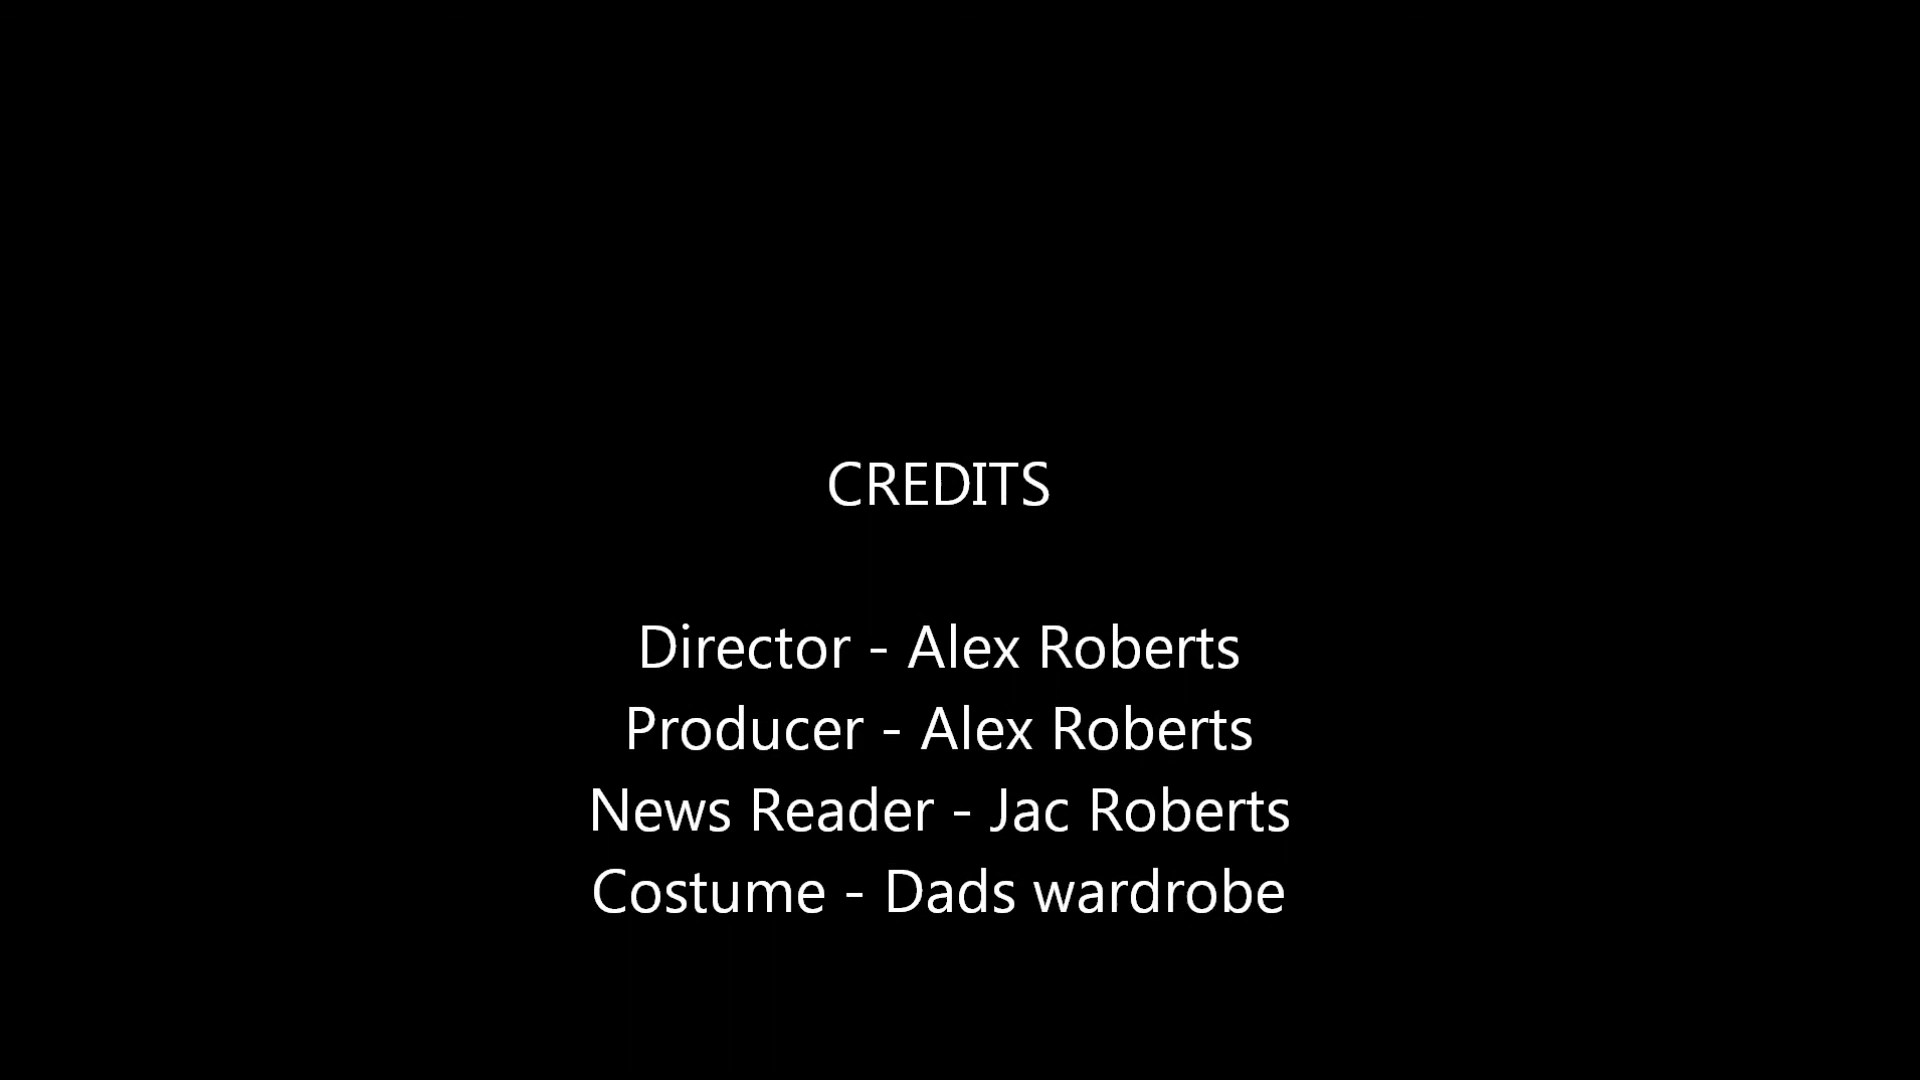 CREDITS
Director - Alex Roberts
Producer - Alex Roberts
News Reader - Jac Roberts
Costume - Dads wardrobe